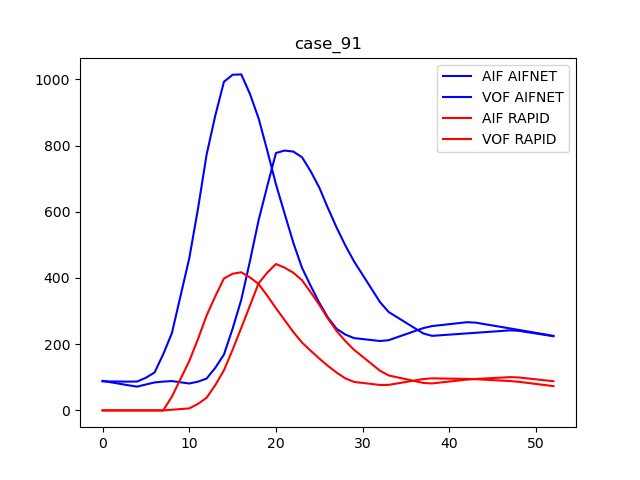 case_91
AIF AIFNET
VOF AIFNET
AIF RAPID
VOF RAPID
1000
800
600
400
200
0
0 10 20 30 40 50